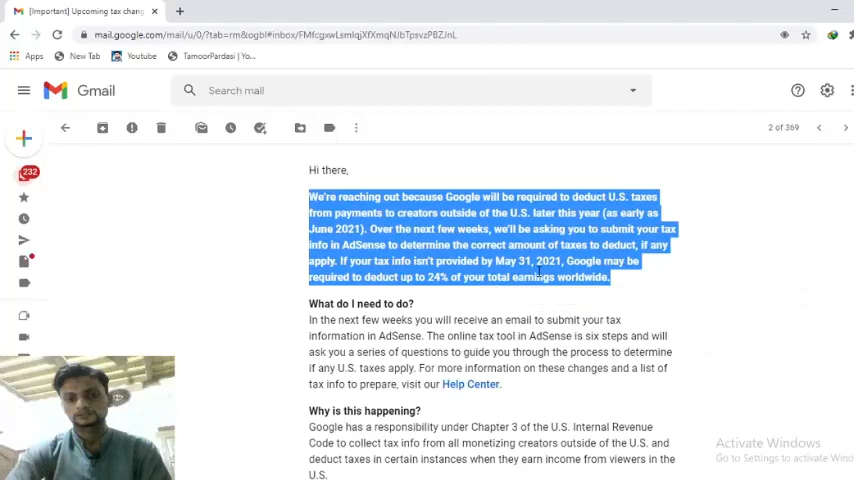 [Important] Upcoming tax chang
mail.google.com/mail/u/0/?tab=rm&ogbl#inbox/FMfcgxwLsmlqjXfXmqNJbTpsvzPBZXL
Apps New Tab Youtube TamoorPardasi | Yo...
Gmail
Search mail
2 of 369
232
Hi there,
We're reaching out because Google will be required to deduct U.S. taxes
from payments to creators outside of the U.S. later this year (as early as
June 2021). Over the next few weeks, we'll be asking you to submit your tax
info in AdSense to determine the correct amount of taxes to deduct, if any
apply. If your tax info isn't provided by May 31, 2021, Google may be
required to deduct up to 24% of your total earnings worldwide.
What do I need to do?
In the next few weeks you will receive an email to submit your tax
information in AdSense. The online tax tool in AdSense is six steps and will
ask you a series of questions to guide you through the process to determine
if any U.S. taxes apply. For more information on these changes and a list of
tax info to prepare, visit our Help Center.
Why is this happening?
Google has a responsibility under Chapter 3 of the U.S. Internal Revenue
Code to collect tax info from all monetizing creators outside of the U.S. and
deduct taxes in certain instances when they earn income from viewers in the
U.S.
Activate Windows
Go to Settings to activate Wind